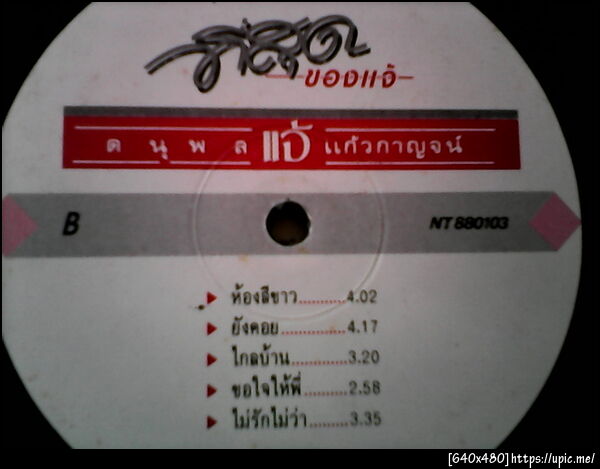 ที่สุด
ของแจ้
ดนุพล แจ้ แก้วกาญจน์
B NT 880103
ห้องสีขาว............4.02
ยังคอย................4.17
ไกลบ้าน...............3.20
ขอใจให้พี่...........2.58
ไม่รักไม่ว่า..........3.35
[640x480]https://upic.me/